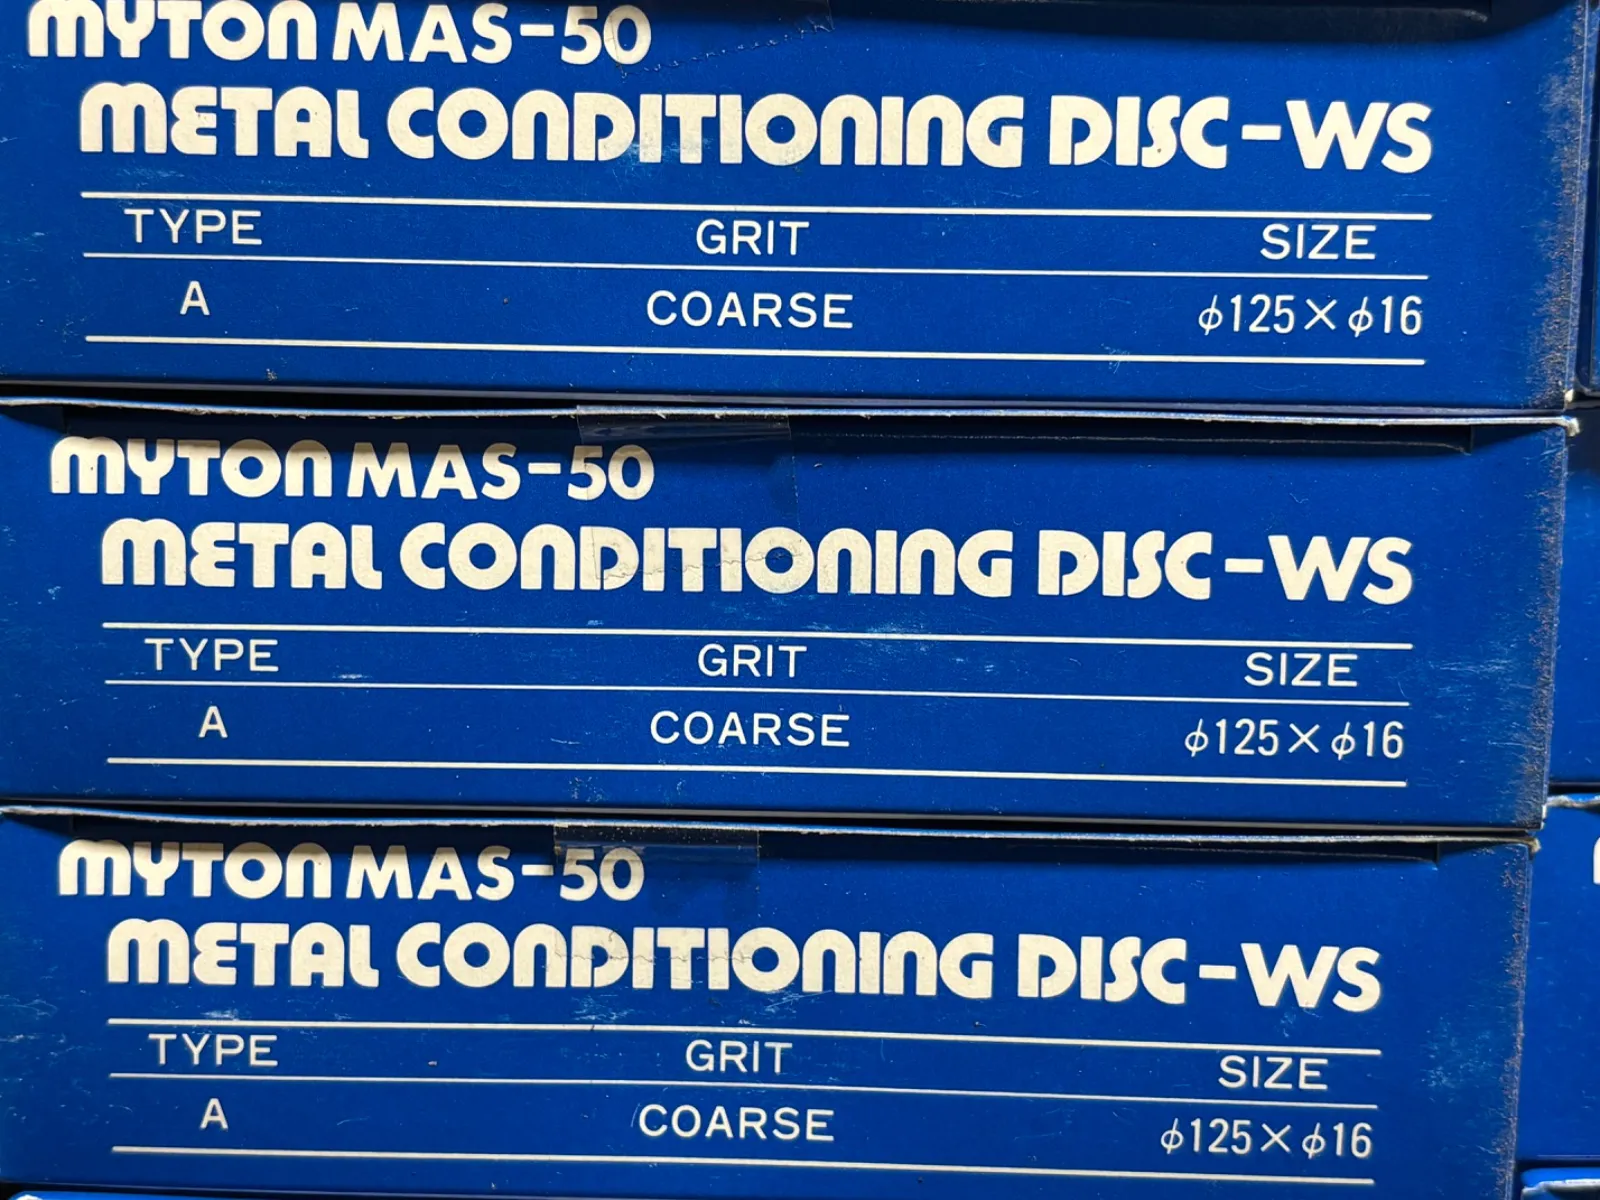 MYTON MAS-50
METAL CONDITIONING DISC-WS
TYPE GRIT SIZE
A COARSE φ125×φ16
MYTON MAS-50
METAL CONDITIONING DISC-WS
TYPE GRIT SIZE
A COARSE φ125×φ16
MYTON MAS-50
METAL CONDITIONING DISC-WS
TYPE GRIT SIZE
A COARSE φ125×φ16